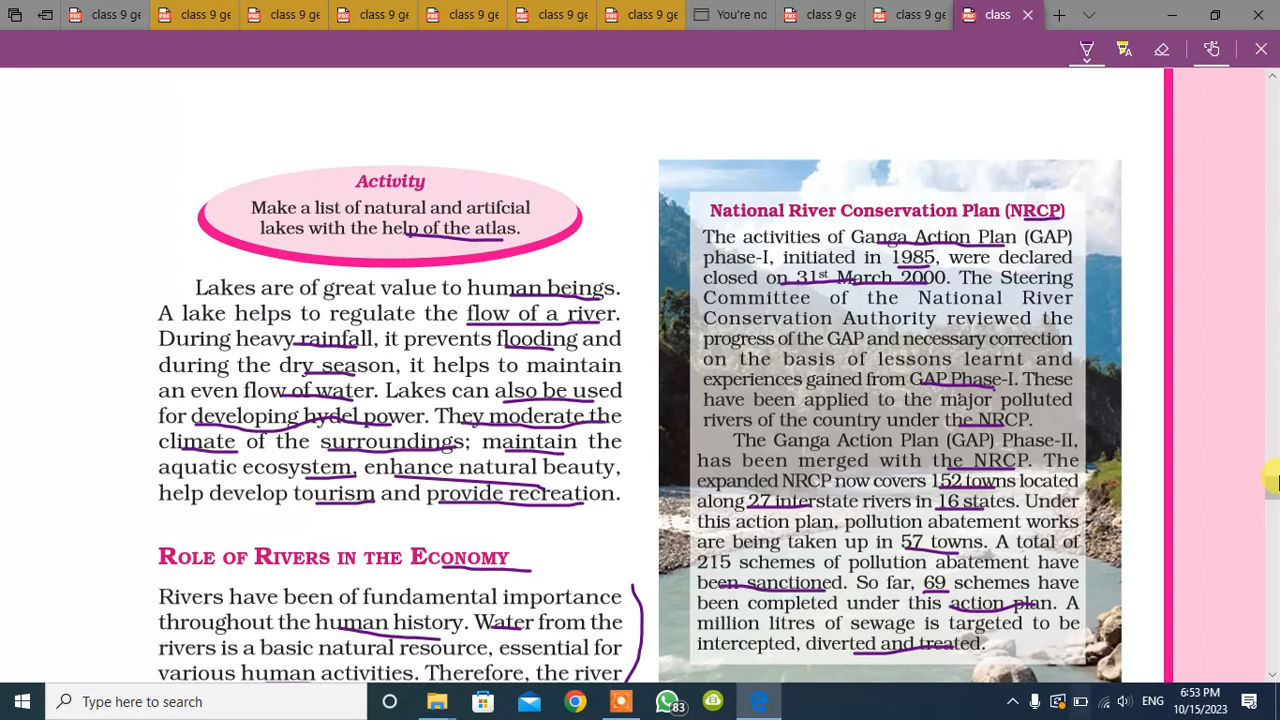 class 9 ge
class 9 ge
class 9 ge
class 9 ge
class 9 ge
class 9 ge
class 9 ge
You're no
class 9 ge
class
Activity
Make a list of natural and artifcial
lakes with the help of the atlas.
Lakes are of great value to human beings.
A lake helps to regulate the flow of a river.
During heavy rainfall, it prevents flooding and
during the dry season, it helps to maintain
an even flow of water. Lakes can also be used
for developing hydel power. They moderate the
climate of the surroundings; maintain the
aquatic ecosystem, enhance natural beauty,
help develop tourism and provide recreation.
ROLE OF RIVERS IN THE ECONOMY
Rivers have been of fundamental importance
throughout the human history. Water from the
rivers is a basic natural resource, essential for
various human activities. Therefore, the river
National River Conservation Plan (NRCP)
The activities of Ganga Action Plan (GAP)
phase-I, initiated in 1985, were declared
closed on 31st March 2000. The Steering
Committee of the National River
Conservation Authority reviewed the
progress of the GAP and necessary correction
on the basis of lessons learnt and
experiences gained from GAP Phase-I. These
have been applied to the major polluted
rivers of the country under the NRCP.
The Ganga Action Plan (GAP) Phase-II,
has been merged with the NRCP. The
expanded NRCP now covers 152 towns located
along 27 interstate rivers in 16 states. Under
this action plan, pollution abatement works
are being taken up in 57 towns. A total of
215 schemes of pollution abatement have
been sanctioned. So far, 69 schemes have
been completed under this action plan. A
million litres of sewage is targeted to be
intercepted, diverted and treated.
Type here to search
83
ENG
6:53 PM
10/15/2023